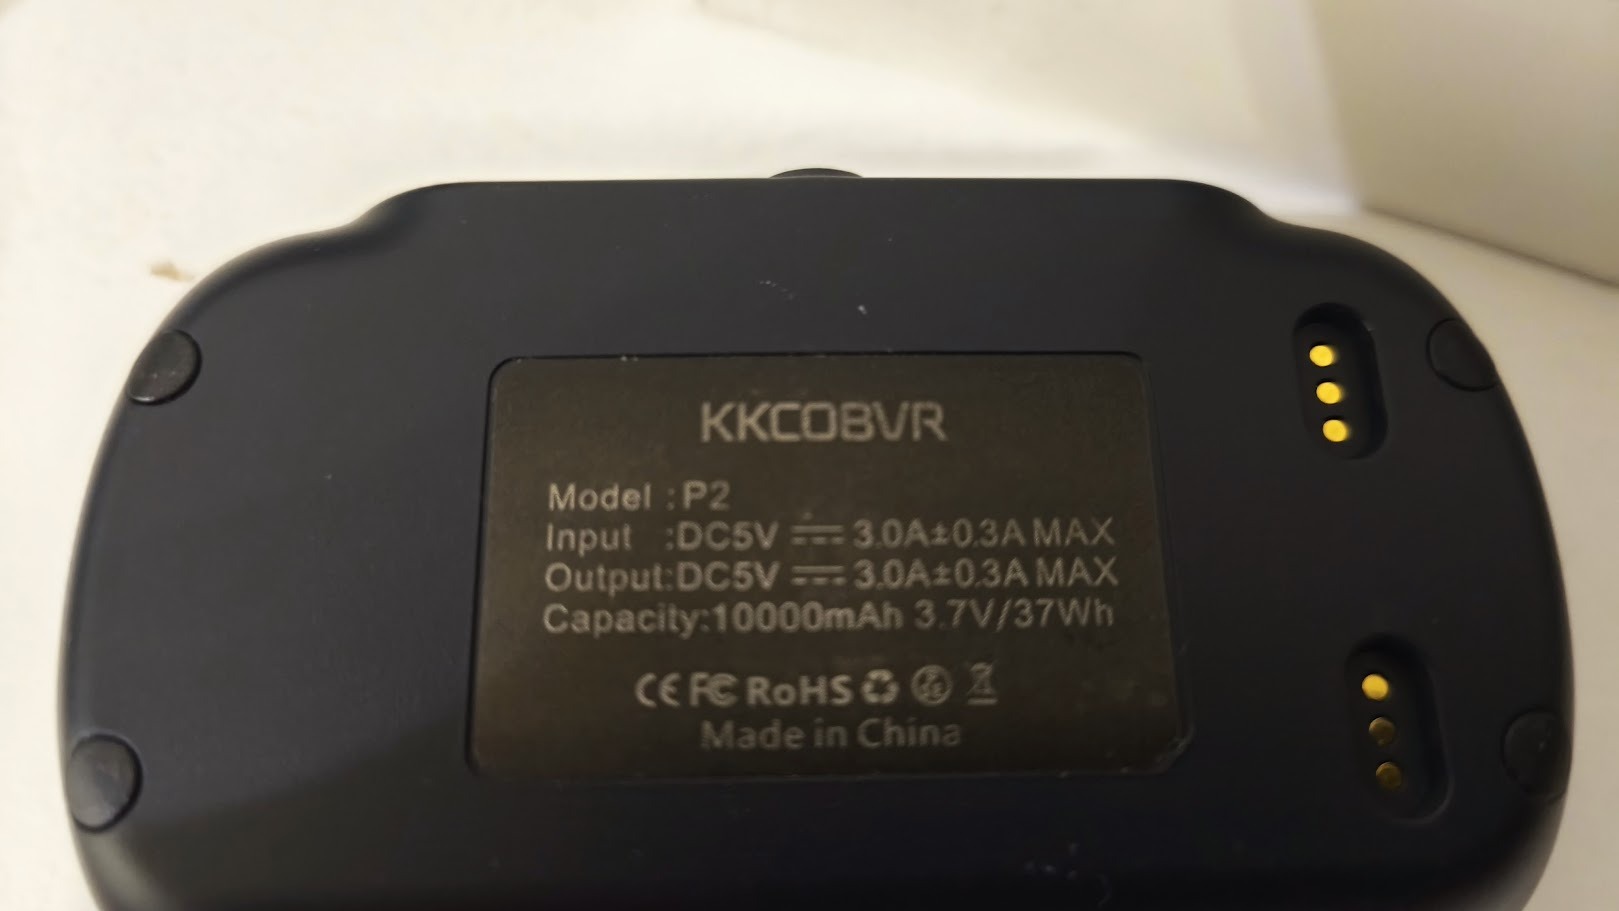 KKCOBVR
Model :P2
Input :DC5V ⎓ 3.0A±0.3A MAX
Output:DC5V ⎓ 3.0A±0.3A MAX
Capacity:10000mAh 3.7V/37Wh
CE FC RoHS
Made in China